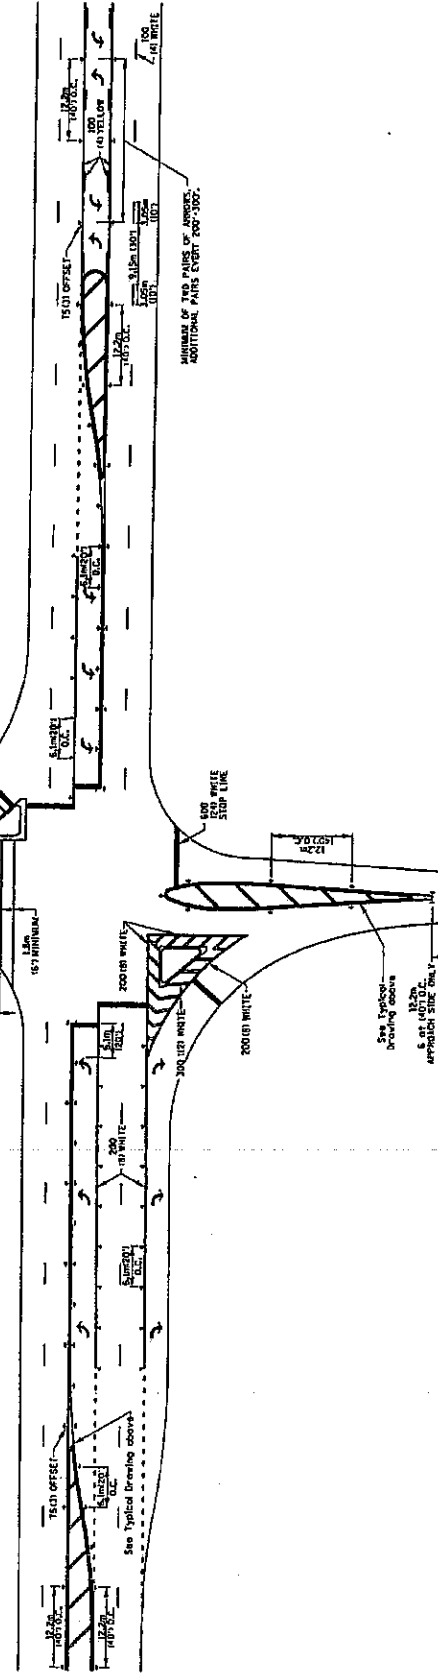 12.2m
(40') O.C.
75(3) OFFSET
12.2m
(40') O.C.
See Typical Drawing above
6.1m(20')
O.C.
200
(8) WHITE
6.1m(20')
O.C.
6.1m
(20')
1.8m
(6') MINIMUM
200(8) WHITE
300 (12) WHITE
200(8) WHITE
See Typical
Drawing above
12.2m
6 at (40') O.C.
APPROACH SIDE ONLY
12.2m
(40') O.C.
600
(24) WHITE
STOP LINE
6.1m(20')
O.C.
6.1m(20')
O.C.
12.2m
(40') O.C.
75(3) OFFSET
3.05m
(10')
9.15m (30')
3.05m
(10')
100
(4) YELLOW
12.2m
(40') O.C.
100
(4) WHITE
MINIMUM OF TWO PAIRS OF ARROWS,
ADDITIONAL PAIRS EVERY 200'-300'.